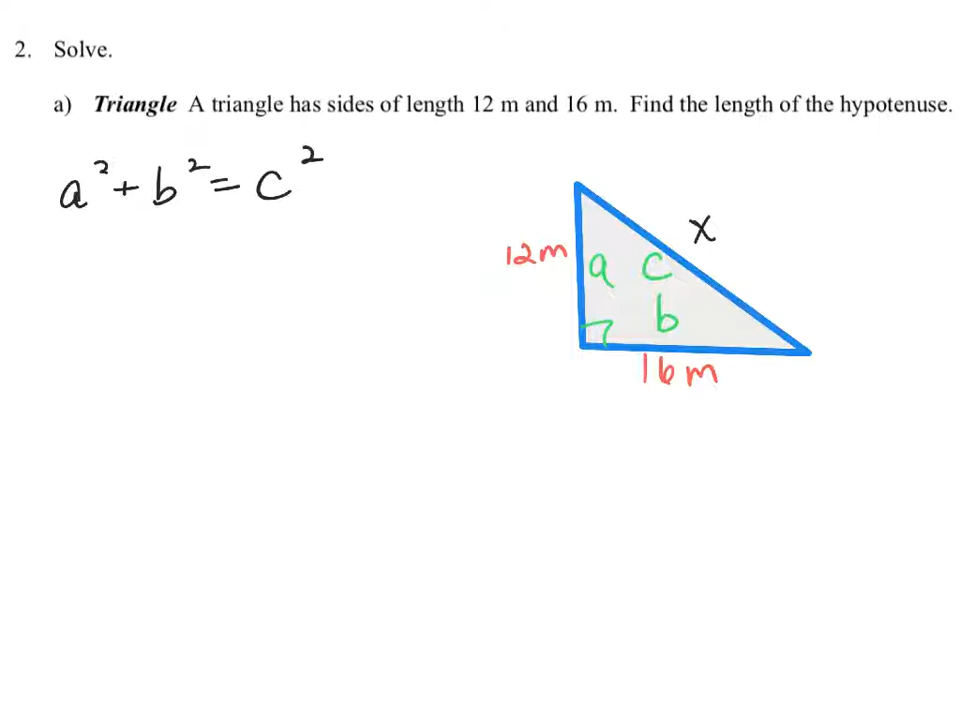 2. Solve.
a) Triangle A triangle has sides of length 12 m and 16 m. Find the length of the hypotenuse.
a² + b² = c²
x
12m a c
b
16 m